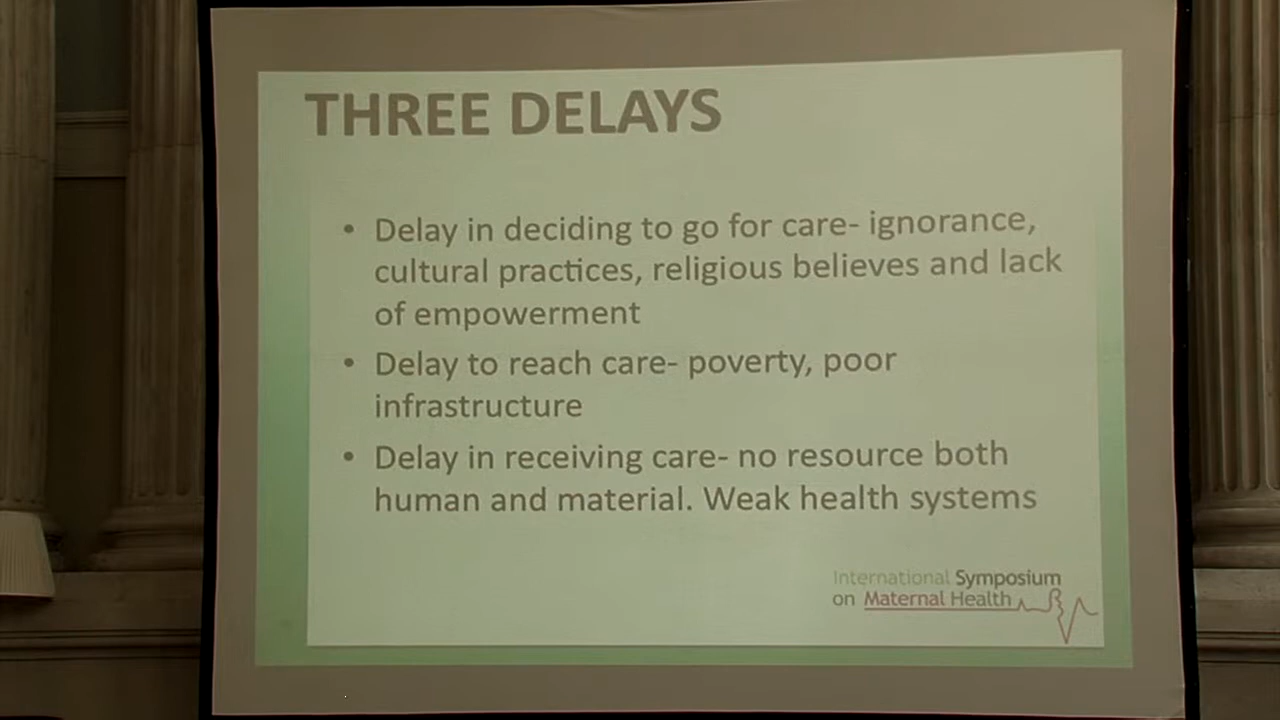 THREE DELAYS
• Delay in deciding to go for care- ignorance,
cultural practices, religious believes and lack
of empowerment
• Delay to reach care- poverty, poor
infrastructure
• Delay in receiving care- no resource both
human and material. Weak health systems
International Symposium
on Maternal Health